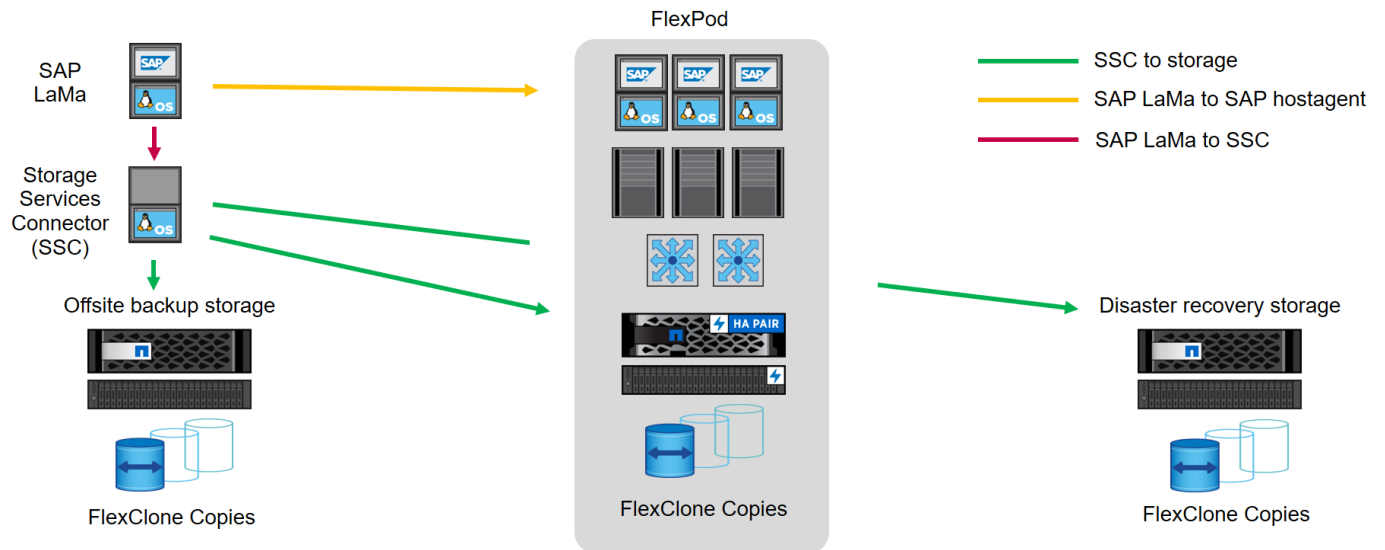 FlexPod
SAP
LaMa
SAP
OS
SAP SAP SAP
OS OS OS
SSC to storage
SAP LaMa to SAP hostagent
SAP LaMa to SSC
Storage
Services
Connector
(SSC)
OS
Offsite backup storage
HA PAIR
Disaster recovery storage
FlexClone Copies
FlexClone Copies
FlexClone Copies